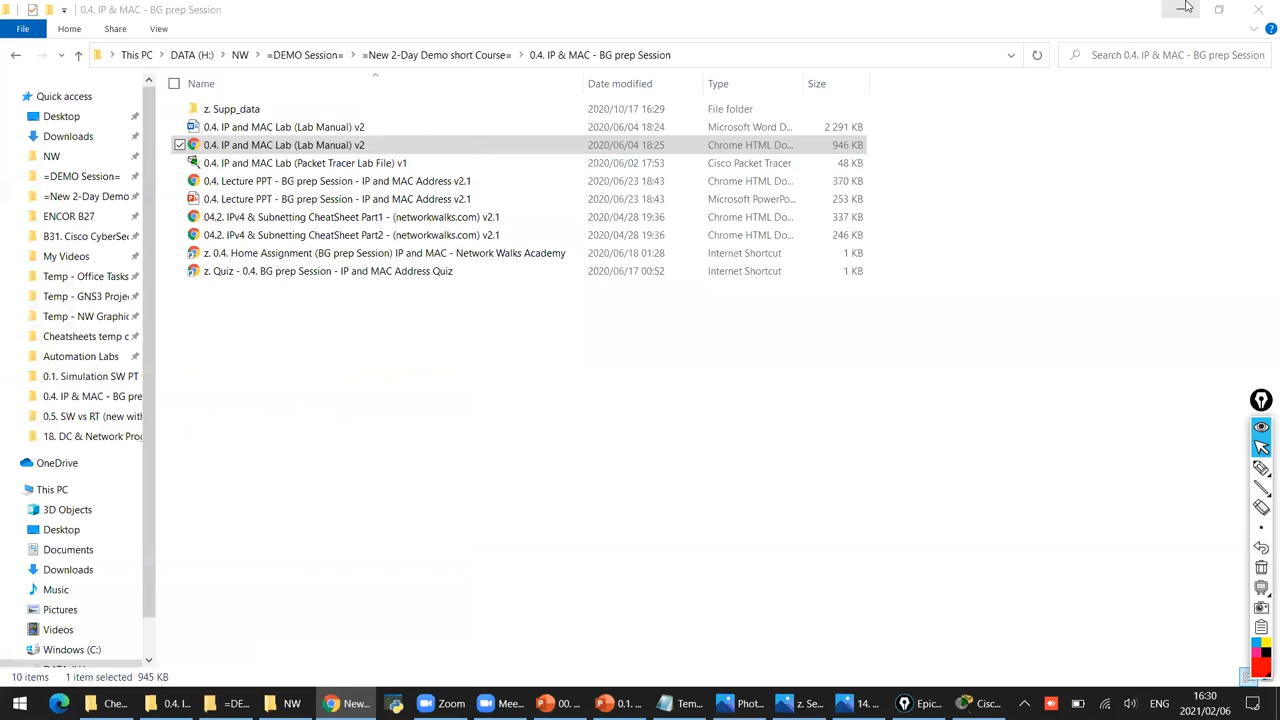 0.4. IP & MAC - BG prep Session
File
Home
Share
View
This PC
DATA (H:)
NW
=DEMO Session=
=New 2-Day Demo short Course=
0.4. IP & MAC - BG prep Session
Search 0.4. IP & MAC - BG prep Session
Name
Date modified
Type
Size
z. Supp_data
2020/10/17 16:29
File folder
0.4. IP and MAC Lab (Lab Manual) v2
2020/06/04 18:24
Microsoft Word D...
2 291 KB
0.4. IP and MAC Lab (Lab Manual) v2
2020/06/04 18:25
Chrome HTML Do...
946 KB
0.4. IP and MAC Lab (Packet Tracer Lab File) v1
2020/06/02 17:53
Cisco Packet Tracer
48 KB
0.4. Lecture PPT - BG prep Session - IP and MAC Address v2.1
2020/06/23 18:43
Chrome HTML Do...
370 KB
0.4. Lecture PPT - BG prep Session - IP and MAC Address v2.1
2020/06/23 18:43
Microsoft PowerPo...
253 KB
04.2. IPv4 & Subnetting CheatSheet Part1 - (networkwalks.com) v2.1
2020/04/28 19:36
Chrome HTML Do...
337 KB
04.2. IPv4 & Subnetting CheatSheet Part2 - (networkwalks.com) v2.1
2020/04/28 19:36
Chrome HTML Do...
246 KB
z. 0.4. Home Assignment (BG prep Session) IP and MAC - Network Walks Academy
2020/06/18 01:28
Internet Shortcut
1 KB
z. Quiz - 0.4. BG prep Session - IP and MAC Address Quiz
2020/06/17 00:52
Internet Shortcut
1 KB
Quick access
Desktop
Downloads
NW
=DEMO Session=
=New 2-Day Demo
ENCOR B27
B31. Cisco CyberSec
My Videos
Temp - Office Tasks
Temp - GNS3 Proje
Temp - NW Graphic
Cheatsheets temp c
Automation Labs
0.1. Simulation SW PT
0.4. IP & MAC - BG pre
0.5. SW vs RT (new with
18. DC & Network Prog
OneDrive
This PC
3D Objects
Desktop
Documents
Downloads
Music
Pictures
Videos
Windows (C:)
10 items
1 item selected 945 KB
Che...
0.4. I...
=DE...
NW
New...
Zoom
Mee...
00. ...
0.1. ...
Tem...
Phot...
z. Se...
14. ...
Epic...
Cisc...
ENG
16:30
2021/02/06